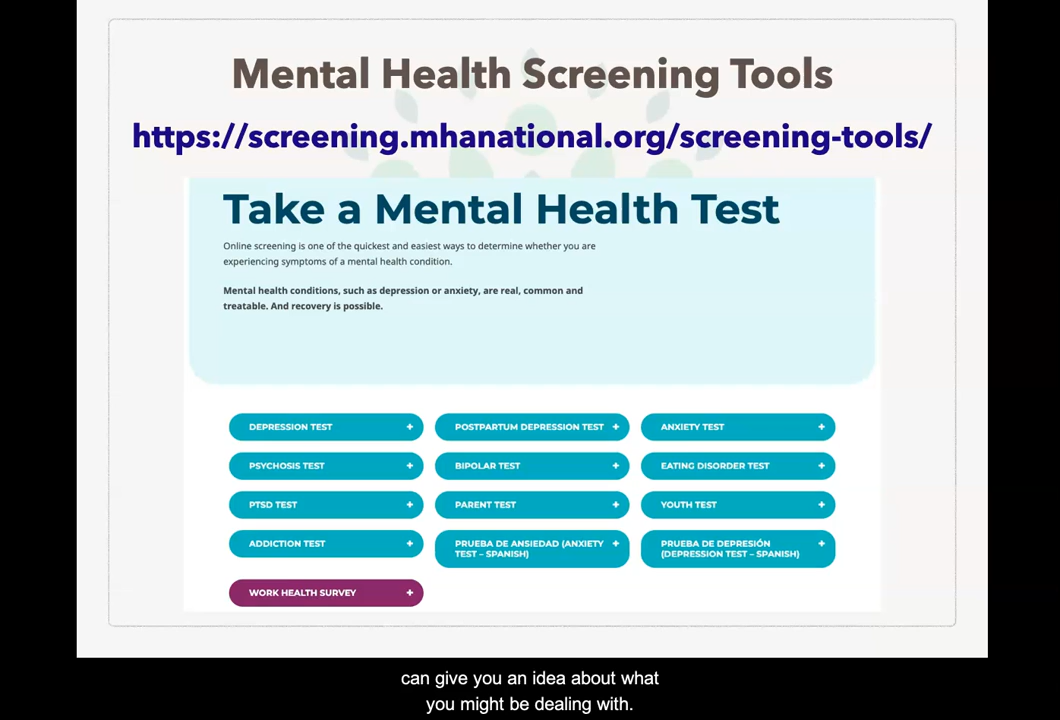 Mental Health Screening Tools
https://screening.mhanational.org/screening-tools/
Take a Mental Health Test
Online screening is one of the quickest and easiest ways to determine whether you are
experiencing symptoms of a mental health condition.
Mental health conditions, such as depression or anxiety, are real, common and
treatable. And recovery is possible.
DEPRESSION TEST +
POSTPARTUM DEPRESSION TEST +
ANXIETY TEST +
PSYCHOSIS TEST +
BIPOLAR TEST +
EATING DISORDER TEST +
PTSD TEST +
PARENT TEST +
YOUTH TEST +
ADDICTION TEST +
PRUEBA DE ANSIEDAD (ANXIETY +
TEST – SPANISH)
PRUEBA DE DEPRESIÓN +
(DEPRESSION TEST – SPANISH)
WORK HEALTH SURVEY +
can give you an idea about what
you might be dealing with.